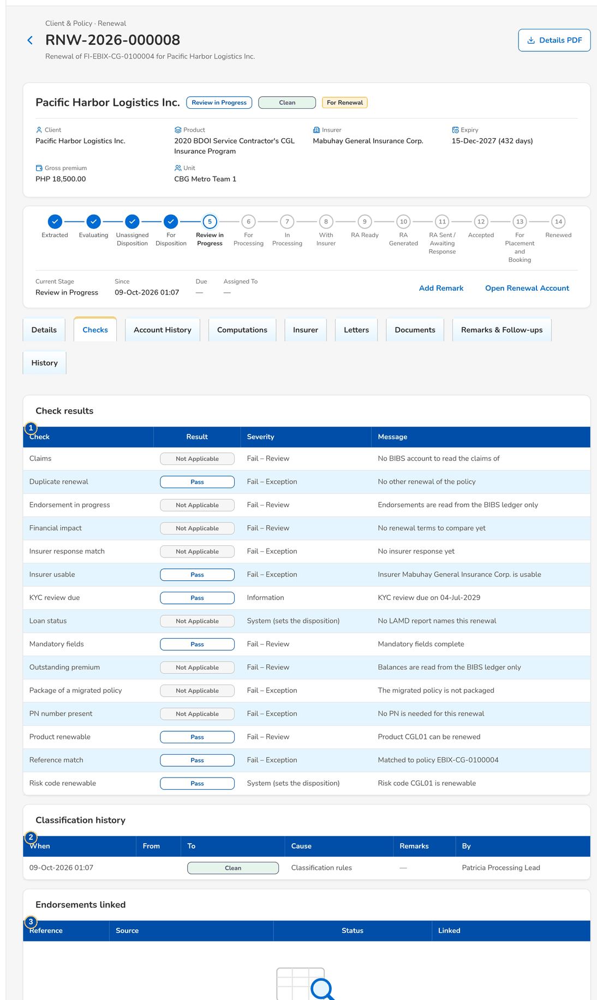 Client & Policy · Renewal
RNW-2026-000008
Renewal of FI-EBIX-CG-0100004 for Pacific Harbor Logistics Inc.
Details PDF
Pacific Harbor Logistics Inc. Review in Progress Clean For Renewal
Client Product Insurer Expiry
Pacific Harbor Logistics Inc. 2020 BDOI Service Contractor's CGL Mabuhay General Insurance Corp. 15-Dec-2027 (432 days)
Insurance Program
Gross premium Unit
PHP 18,500.00 CBG Metro Team 1
5 6 7 8 9 10 11 12 13 14
Extracted Evaluating Unassigned For Review in For In With RA Ready RA RA Sent / Accepted For Renewed
Disposition Disposition Progress Processing Processing Insurer Generated Awaiting Placement
Response and
Booking
Current Stage Since Due Assigned To
Review in Progress 09-Oct-2026 01:07 — —
Add Remark Open Renewal Account
Details Checks Account History Computations Insurer Letters Documents Remarks & Follow-ups
History
Check results
1
Check Result Severity Message
Claims Not Applicable Fail – Review No BIBS account to read the claims of
Duplicate renewal Pass Fail – Exception No other renewal of the policy
Endorsement in progress Not Applicable Fail – Review Endorsements are read from the BIBS ledger only
Financial impact Not Applicable Fail – Review No renewal terms to compare yet
Insurer response match Not Applicable Fail – Exception No insurer response yet
Insurer usable Pass Fail – Exception Insurer Mabuhay General Insurance Corp. is usable
KYC review due Pass Information KYC review due on 04-Jul-2029
Loan status Not Applicable System (sets the disposition) No LAMD report names this renewal
Mandatory fields Pass Fail – Review Mandatory fields complete
Outstanding premium Not Applicable Fail – Review Balances are read from the BIBS ledger only
Package of a migrated policy Not Applicable Fail – Exception The migrated policy is not packaged
PN number present Not Applicable Fail – Exception No PN is needed for this renewal
Product renewable Pass Fail – Review Product CGL01 can be renewed
Reference match Pass Fail – Exception Matched to policy EBIX-CG-0100004
Risk code renewable Pass System (sets the disposition) Risk code CGL01 is renewable
Classification history
2
When From To Cause Remarks By
09-Oct-2026 01:07 Clean Classification rules — Patricia Processing Lead
Endorsements linked
3
Reference Source Status Linked